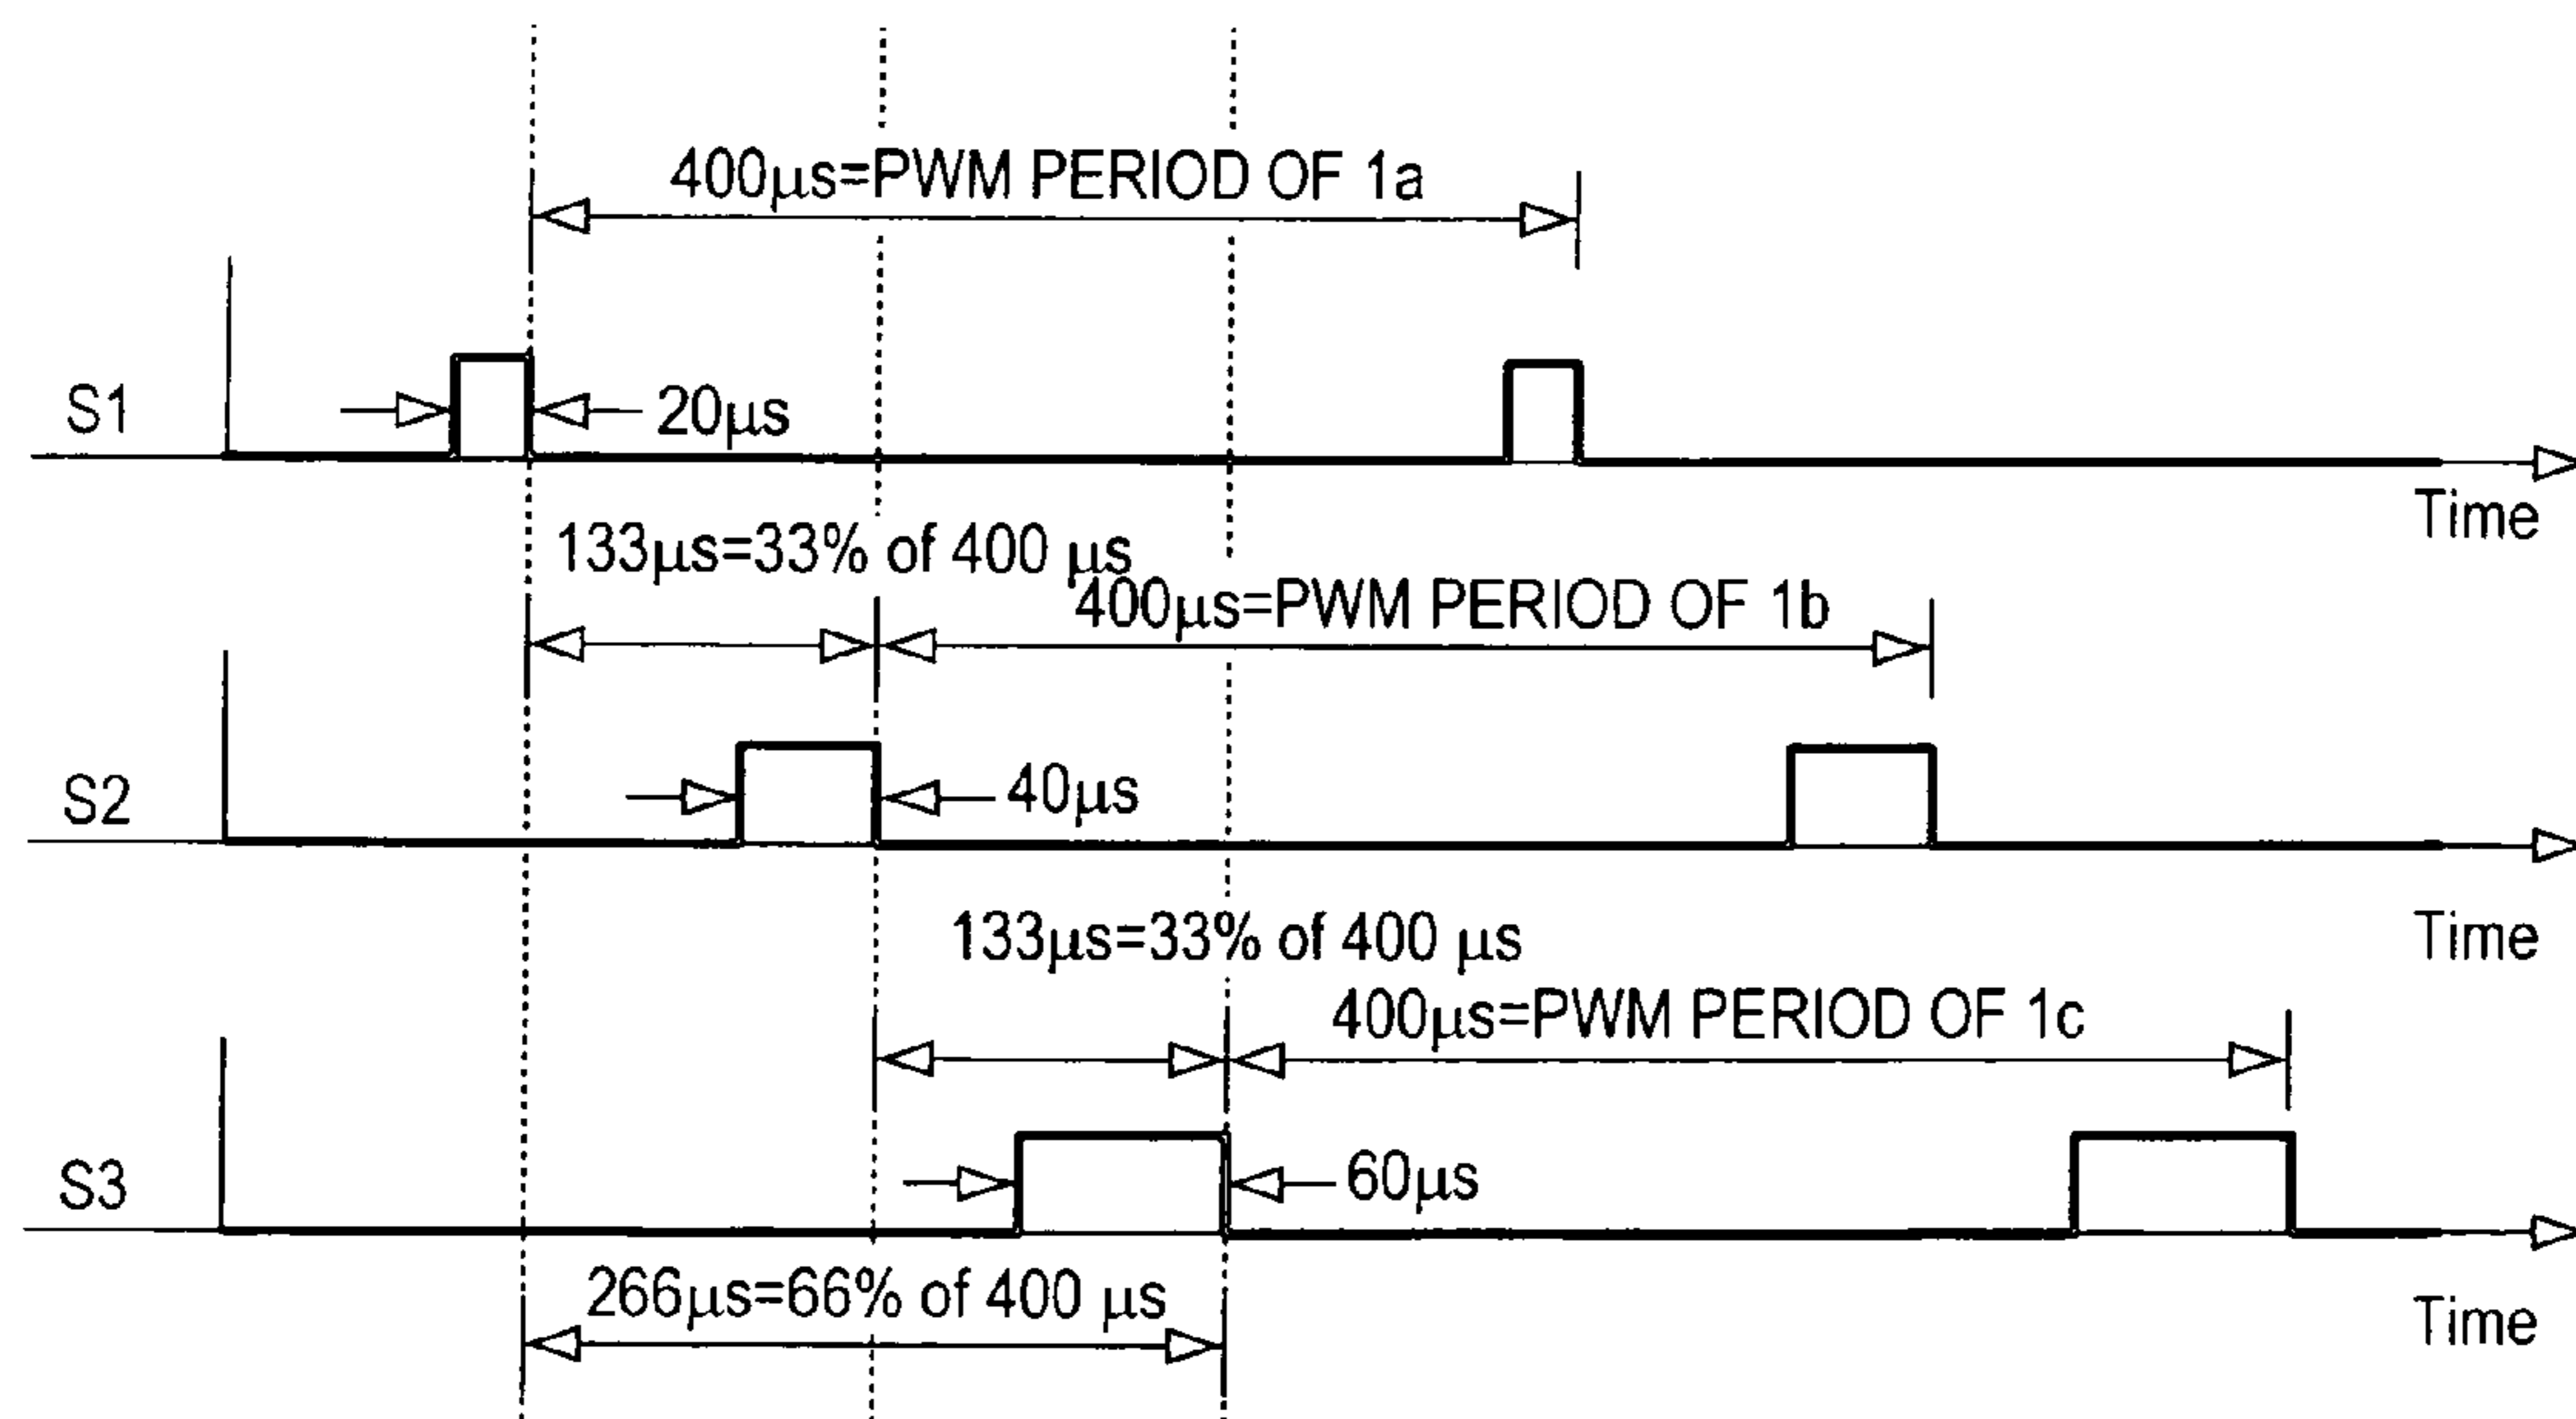 400μs=PWM PERIOD OF 1a
S1
20μs
Time
133μs=33% of 400 μs
400μs=PWM PERIOD OF 1b
S2
40μs
Time
133μs=33% of 400 μs
400μs=PWM PERIOD OF 1c
S3
60μs
266μs=66% of 400 μs
Time